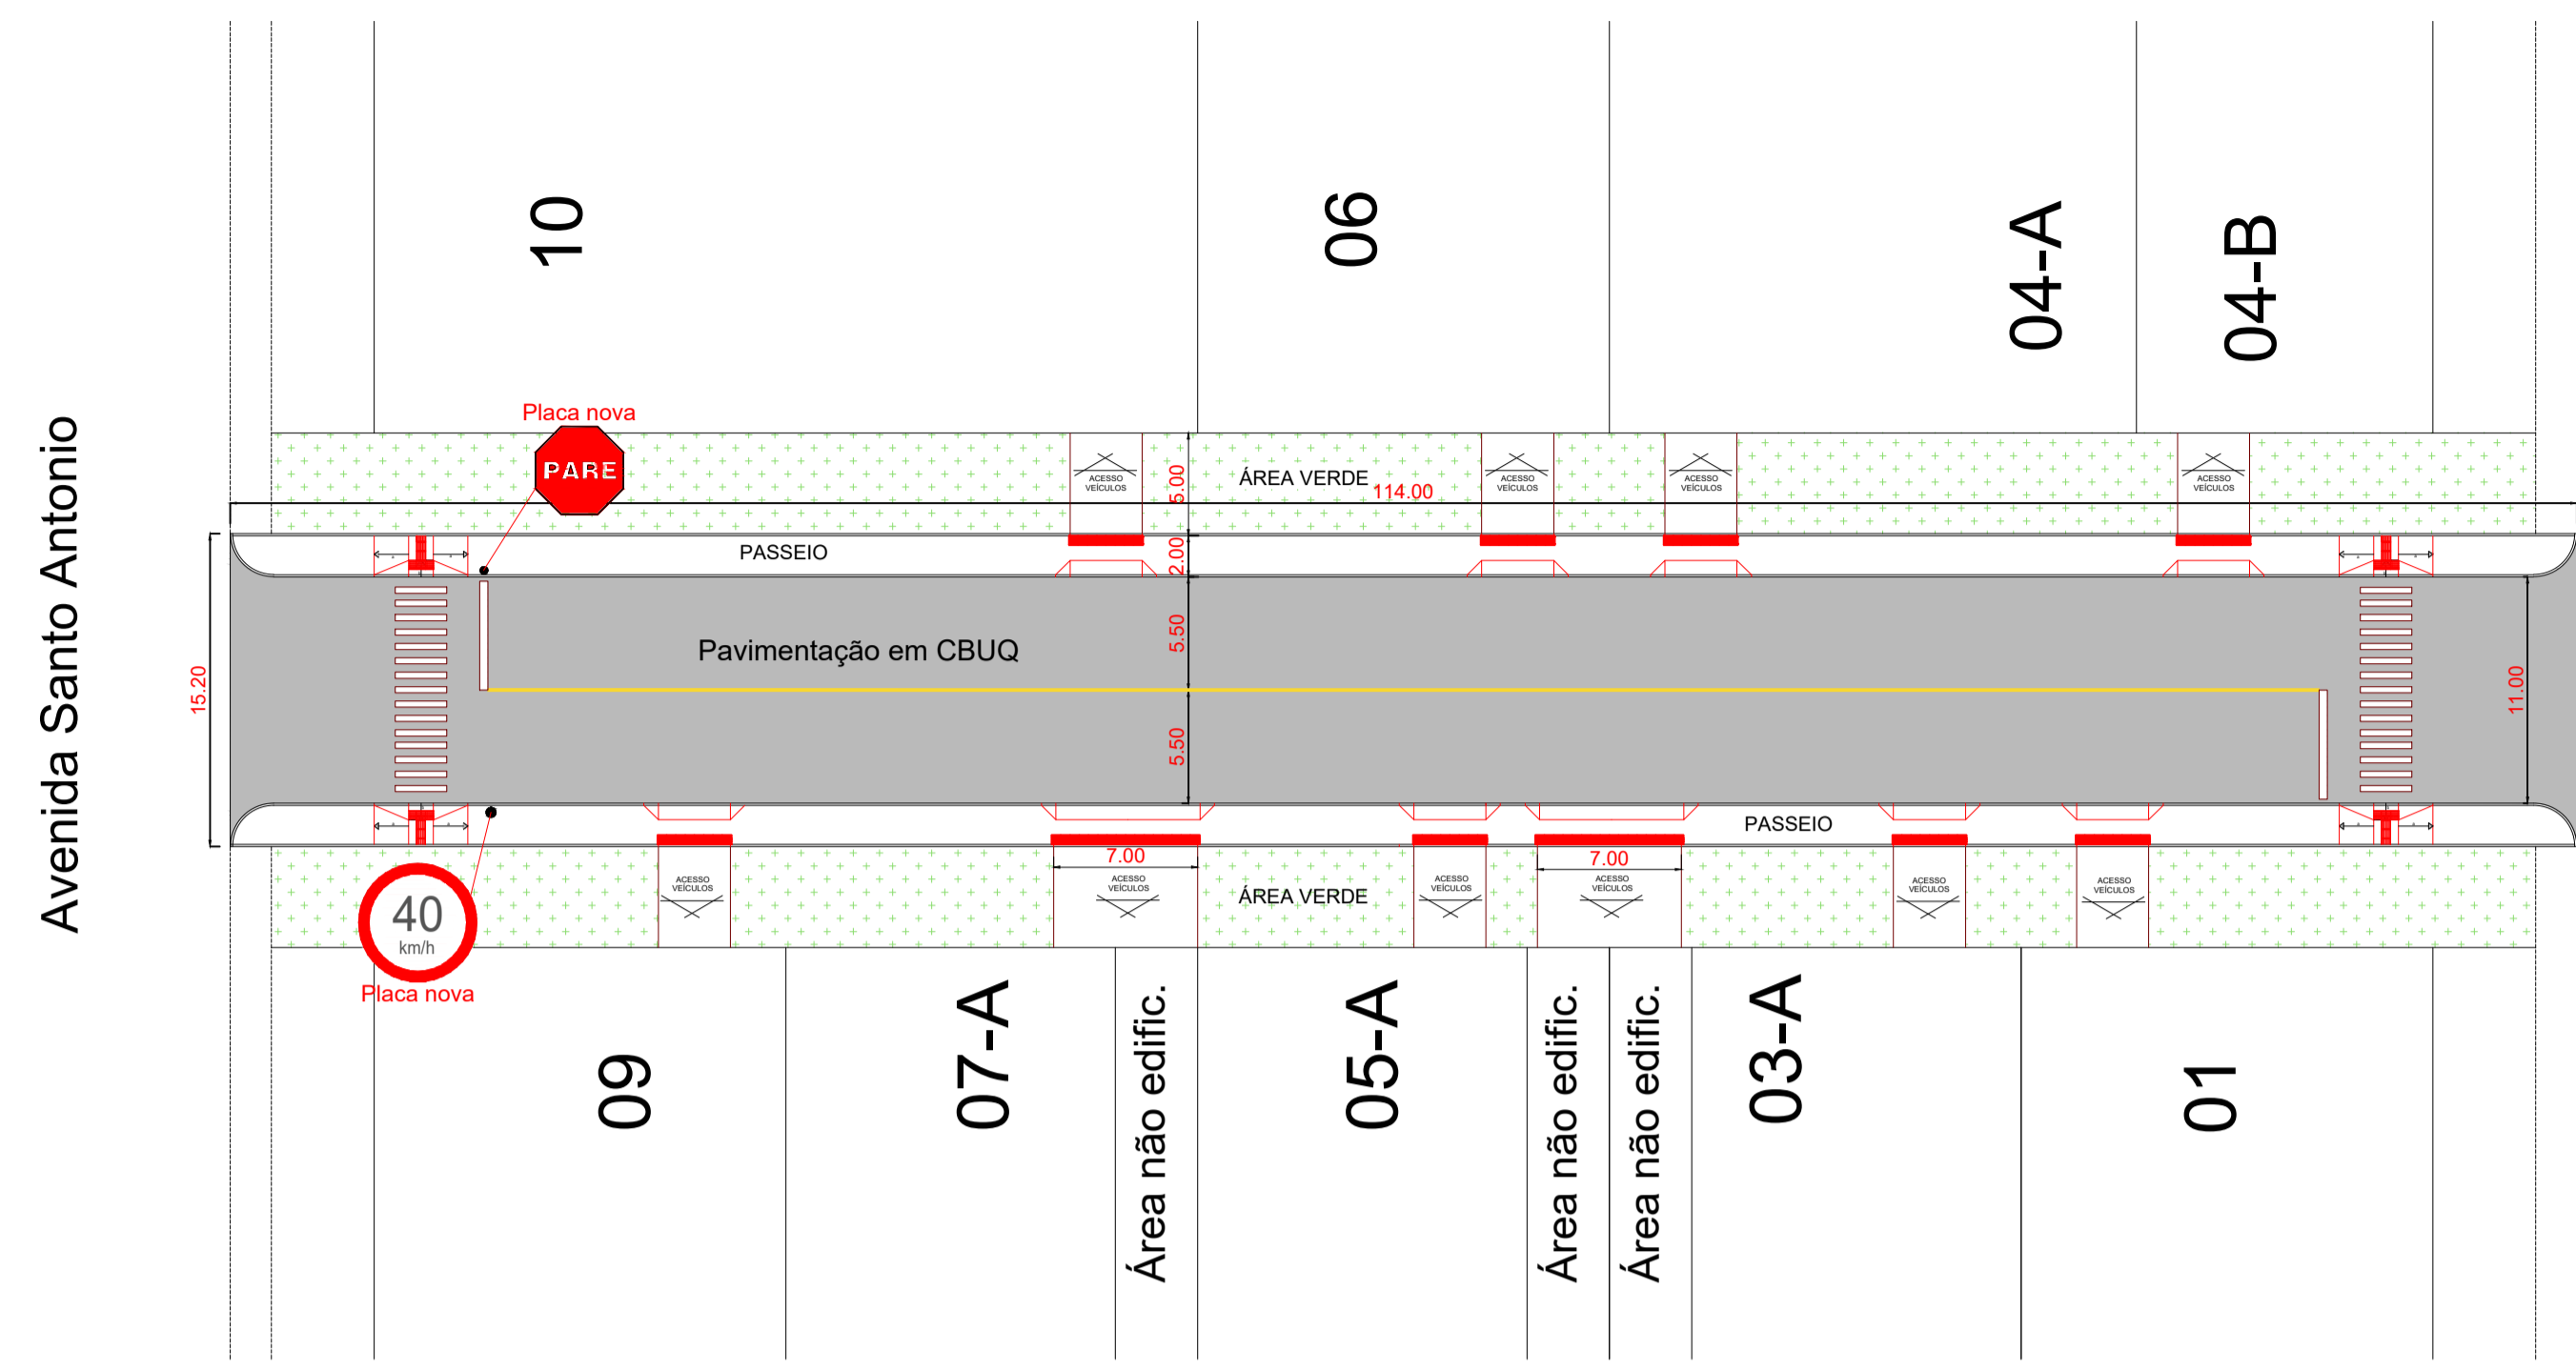 Avenida Santo Antonio
10
06
04-A
04-B
Placa nova
PARE
ACESSO
VEÍCULOS
5.00
ÁREA VERDE
114.00
ACESSO
VEÍCULOS
ACESSO
VEÍCULOS
ACESSO
VEÍCULOS
PASSEIO
2.00
15.20
Pavimentação em CBUQ
5.50
5.50
11.00
PASSEIO
40
km/h
Placa nova
ACESSO
VEÍCULOS
7.00
ACESSO
VEÍCULOS
ÁREA VERDE
ACESSO
VEÍCULOS
7.00
ACESSO
VEÍCULOS
ACESSO
VEÍCULOS
ACESSO
VEÍCULOS
09
07-A
Área não edific.
05-A
Área não edific.
Área não edific.
03-A
01